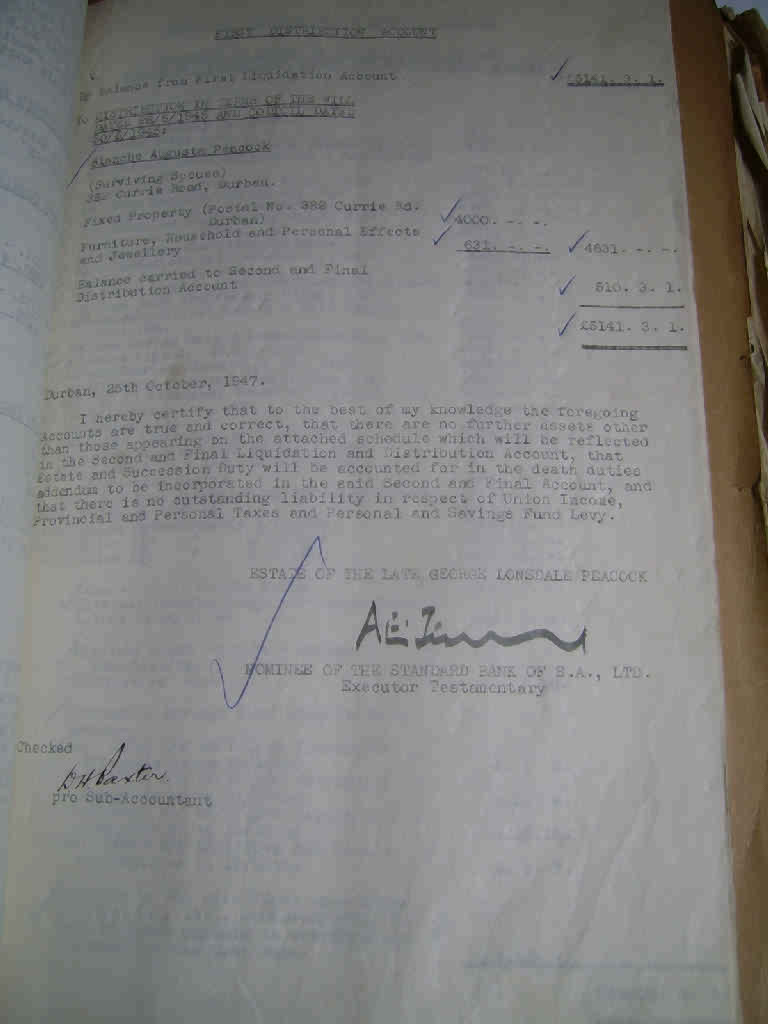 FIRST DISTRIBUTION ACCOUNT
By Balance from First Liquidation Account £5141. 3. 1.
To DISTRIBUTION IN TERMS OF THE WILL
DATED 1945 AND CODICIL DATED
1945:
Blanche Augusta Peacock
(Surviving Spouse)
382 Currie Road, Durban.
Fixed Property (Postal No. 382 Currie Rd.
Durban) 4000. -. -.
Furniture, Household and Personal Effects
and Jewellery 631. -. -. 4631. -. -.
Balance carried to Second and Final
Distribution Account 510. 3. 1.
£5141. 3. 1.
Durban, 25th October, 1947.
I hereby certify that to the best of my knowledge the foregoing
Accounts are true and correct, that there are no further assets other
than those appearing on the attached schedule which will be reflected
in the Second and Final Liquidation and Distribution Account, that
Estate and Succession Duty will be accounted for in the death duties
addendum to be incorporated in the said Second and Final Account, and
that there is no outstanding liability in respect of Union Income,
Provincial and Personal Taxes and Personal and Savings Fund Levy.
ESTATE OF THE LATE GEORGE LONSDALE PEACOCK
NOMINEE OF THE STANDARD BANK OF S.A., LTD.
Executor Testamentary
Checked
pro Sub-Accountant